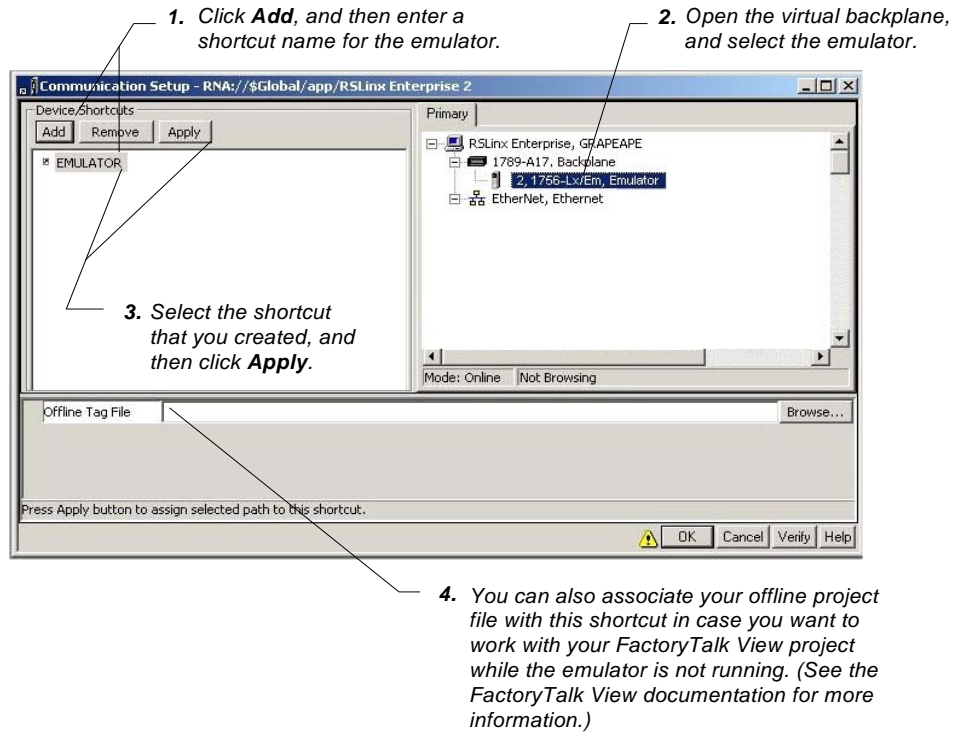 1. Click Add, and then enter a
shortcut name for the emulator.
2. Open the virtual backplane,
and select the emulator.
Communication Setup - RNA://$Global/app/RSLinx Enterprise 2
Device/Shortcuts
Add Remove Apply
EMULATOR
Primary
RSLinx Enterprise, GRAPEAPE
1789-A17, Backplane
2, 1756-Lx/Em, Emulator
EtherNet, Ethernet
3. Select the shortcut
that you created, and
then click Apply.
Mode: Online Not Browsing
Offline Tag File Browse...
Press Apply button to assign selected path to this shortcut.
OK Cancel Verify Help
4. You can also associate your offline project
file with this shortcut in case you want to
work with your FactoryTalk View project
while the emulator is not running. (See the
FactoryTalk View documentation for more
information.)